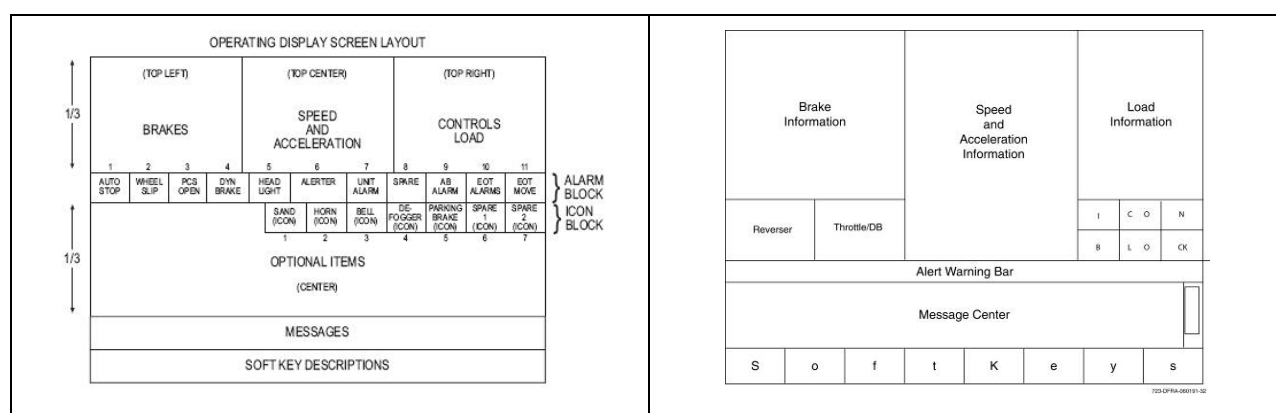 OPERATING DISPLAY SCREEN LAYOUT
(TOP LEFT) (TOP CENTER) (TOP RIGHT)
1/3
BRAKES
SPEED
AND
ACCELERATION
CONTROLS
LOAD
1 2 3 4 5 6 7 8 9 10 11
AUTO
STOP
WHEEL
SLIP
PCS
OPEN
DYN
BRAKE
HEAD
LIGHT
ALERTER
UNIT
ALARM
SPARE
AB
ALARM
EOT
ALARMS
EOT
MOVE
ALARM
BLOCK
SAND
(ICON)
HORN
(ICON)
BELL
(ICON)
DE-
FOGGER
(ICON)
PARKING
BRAKE
(ICON)
SPARE
1
(ICON)
SPARE
2
(ICON)
ICON
BLOCK
1 2 3 4 5 6 7
1/3
OPTIONAL ITEMS
(CENTER)
MESSAGES
SOFT KEY DESCRIPTIONS
Brake
Information
Speed
and
Acceleration
Information
Load
Information
Reverser
Throttle/DB
I C O N
B L O CK
Alert Warning Bar
Message Center
S o f t K e y s
723-DFRA-060191-32